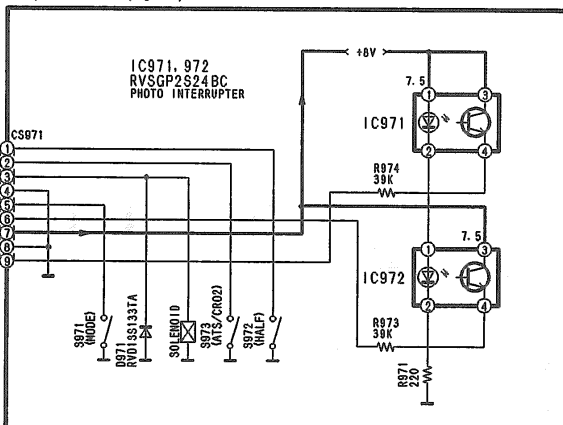 IC971, 972
RVSGP2S24BC
PHOTO INTERRUPTER
+8V
7.5
1
3
IC971
2
4
R974
39K
CS971
1
2
3
4
5
6
7
8
9
7.5
1
3
IC972
2
4
R973
39K
R971
220
S971
(MODE)
D971
RVD1SS133TA
SOLENOID
S973
(ATS/CRO2)
S972
(HALF)